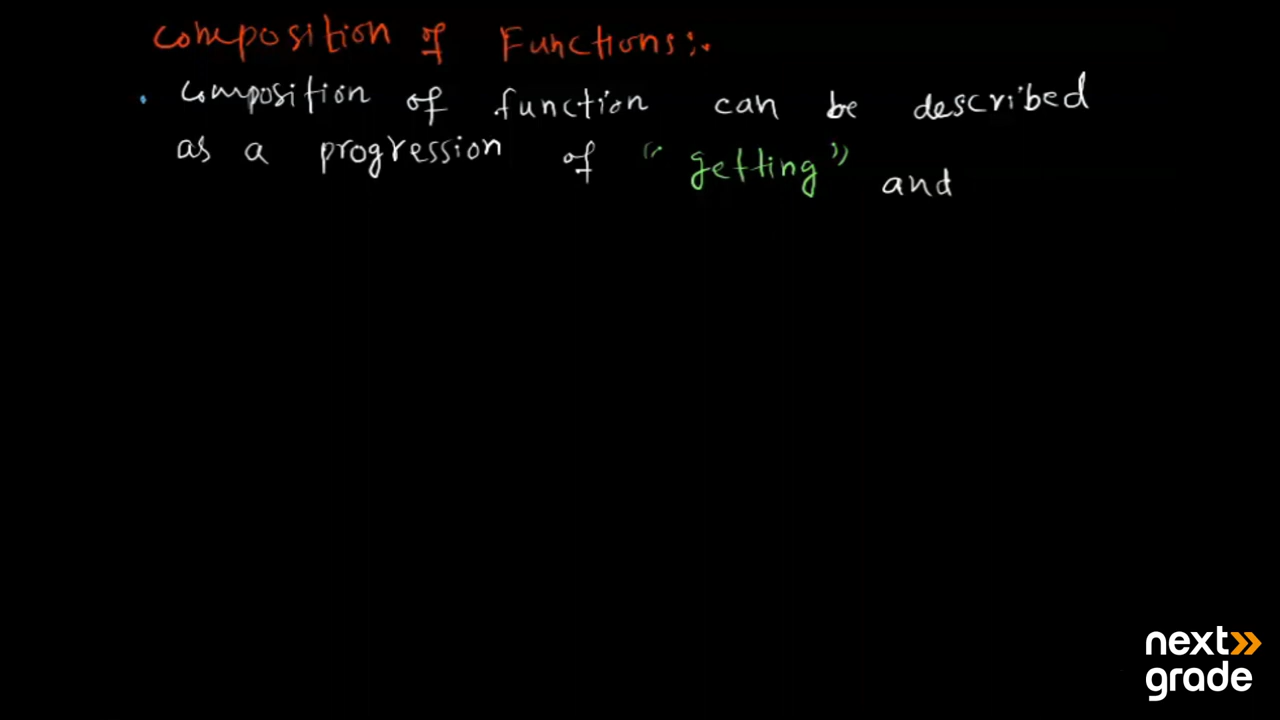 Composition of Functions:.
• Composition of function can be described
as a progression of "getting" and
next
grade